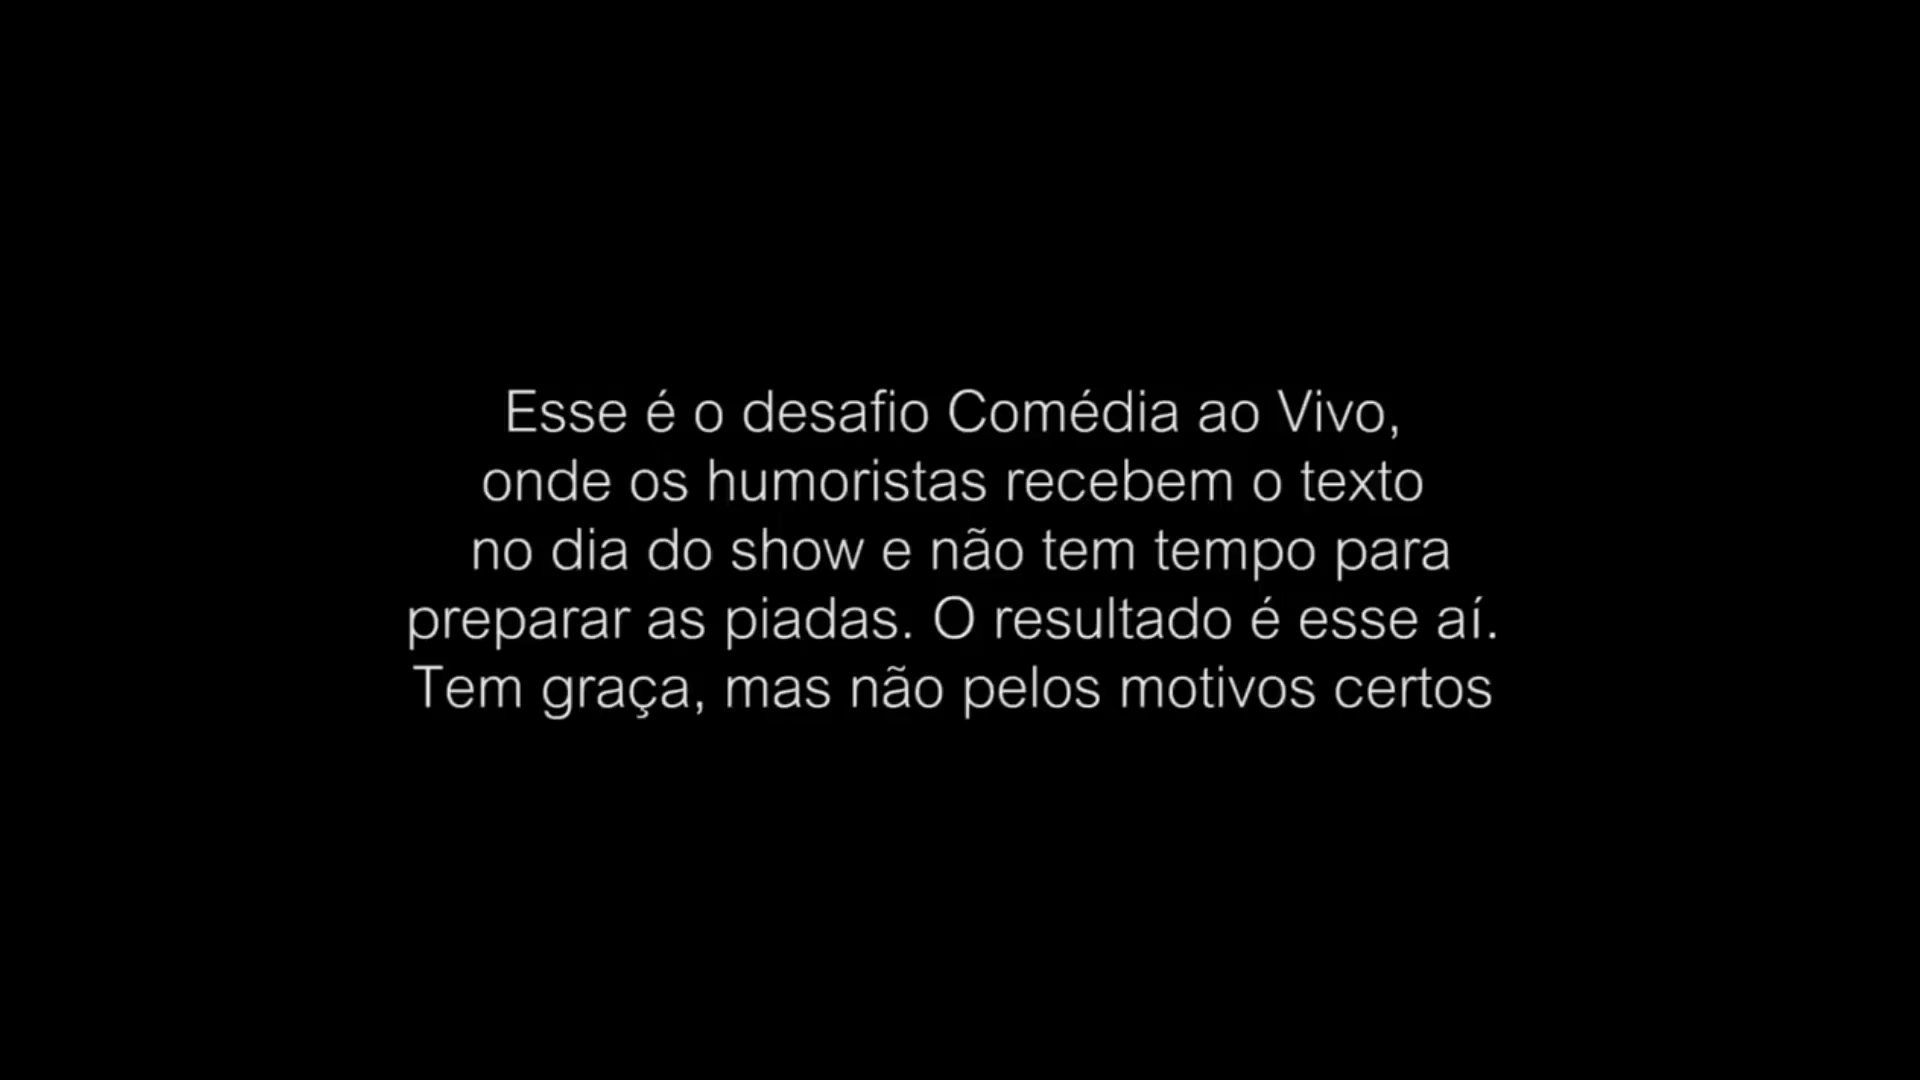 Esse é o desafio Comédia ao Vivo,
onde os humoristas recebem o texto
no dia do show e não tem tempo para
preparar as piadas. O resultado é esse aí.
Tem graça, mas não pelos motivos certos